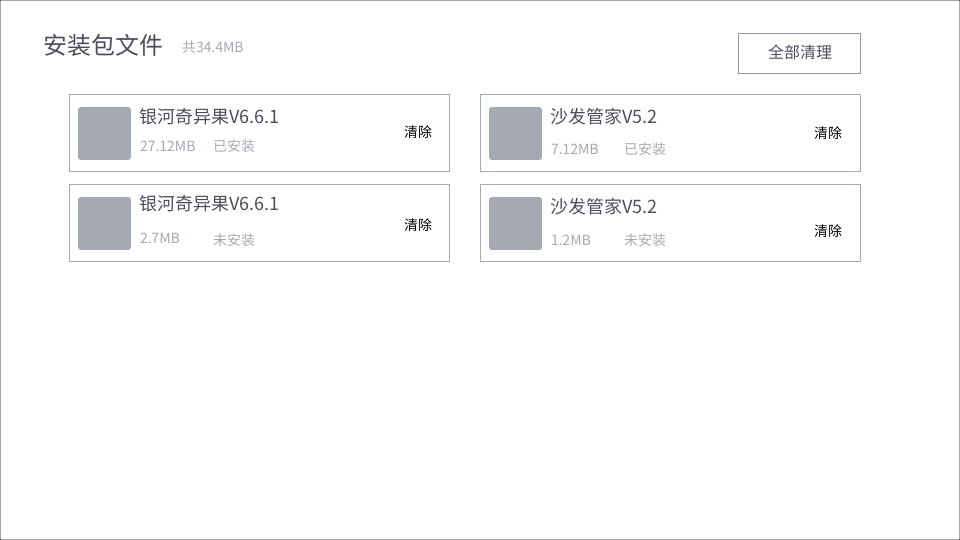 安装包文件 共34.4MB
全部清理
银河奇异果V6.6.1
27.12MB 已安装
清除
沙发管家V5.2
7.12MB 已安装
清除
银河奇异果V6.6.1
2.7MB 未安装
清除
沙发管家V5.2
1.2MB 未安装
清除